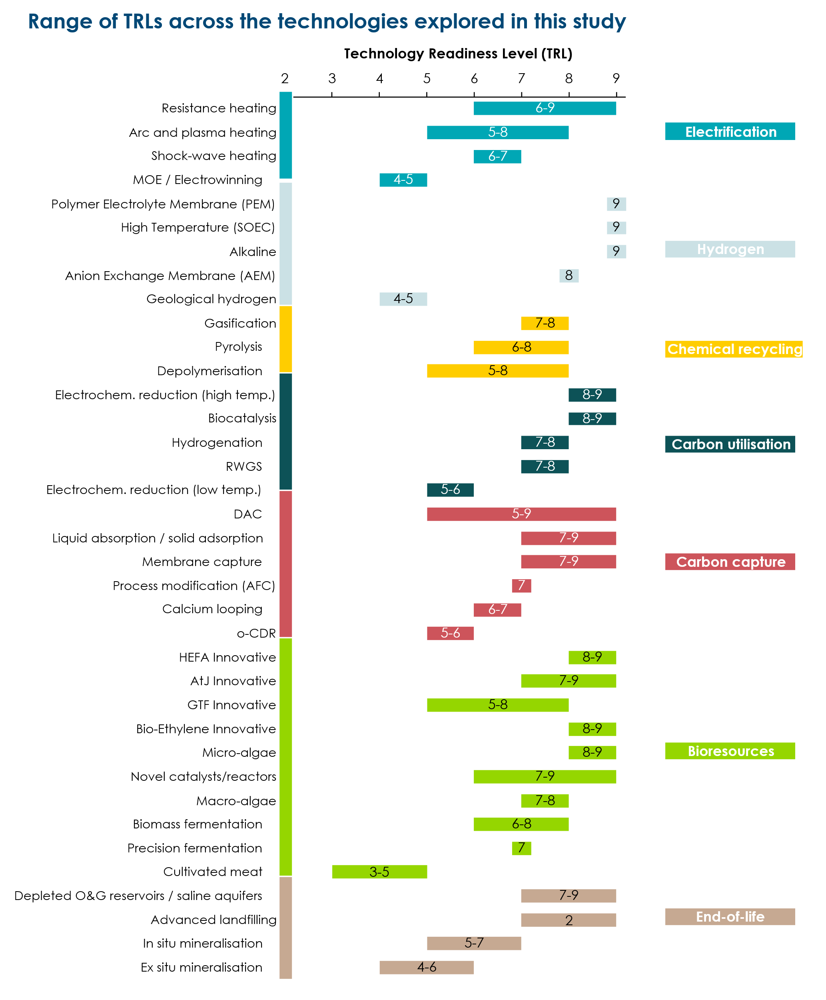 Range of TRLs across the technologies explored in this study
Technology Readiness Level (TRL)
2 3 4 5 6 7 8 9
Resistance heating 6-9
Arc and plasma heating 5-8
Electrification
Shock-wave heating 6-7
MOE / Electrowinning 4-5
Polymer Electrolyte Membrane (PEM) 9
High Temperature (SOEC) 9
Hydrogen
Alkaline 9
Anion Exchange Membrane (AEM) 8
Geological hydrogen 4-5
Gasification 7-8
Pyrolysis 6-8
Chemical recycling
Depolymerisation 5-8
Electrochem. reduction (high temp.) 8-9
Biocatalysis 8-9
Hydrogenation 7-8
Carbon utilisation
RWGS 7-8
Electrochem. reduction (low temp.) 5-6
DAC 5-9
Liquid absorption / solid adsorption 7-9
Membrane capture 7-9
Carbon capture
Process modification (AFC) 7
Calcium looping 6-7
o-CDR 5-6
HEFA Innovative 8-9
AtJ Innovative 7-9
GTF Innovative 5-8
Bio-Ethylene Innovative 8-9
Micro-algae 8-9
Bioresources
Novel catalysts/reactors 7-9
Macro-algae 7-8
Biomass fermentation 6-8
Precision fermentation 7
Cultivated meat 3-5
Depleted O&G reservoirs / saline aquifers 7-9
Advanced landfilling 2
End-of-life
In situ mineralisation 5-7
Ex situ mineralisation 4-6